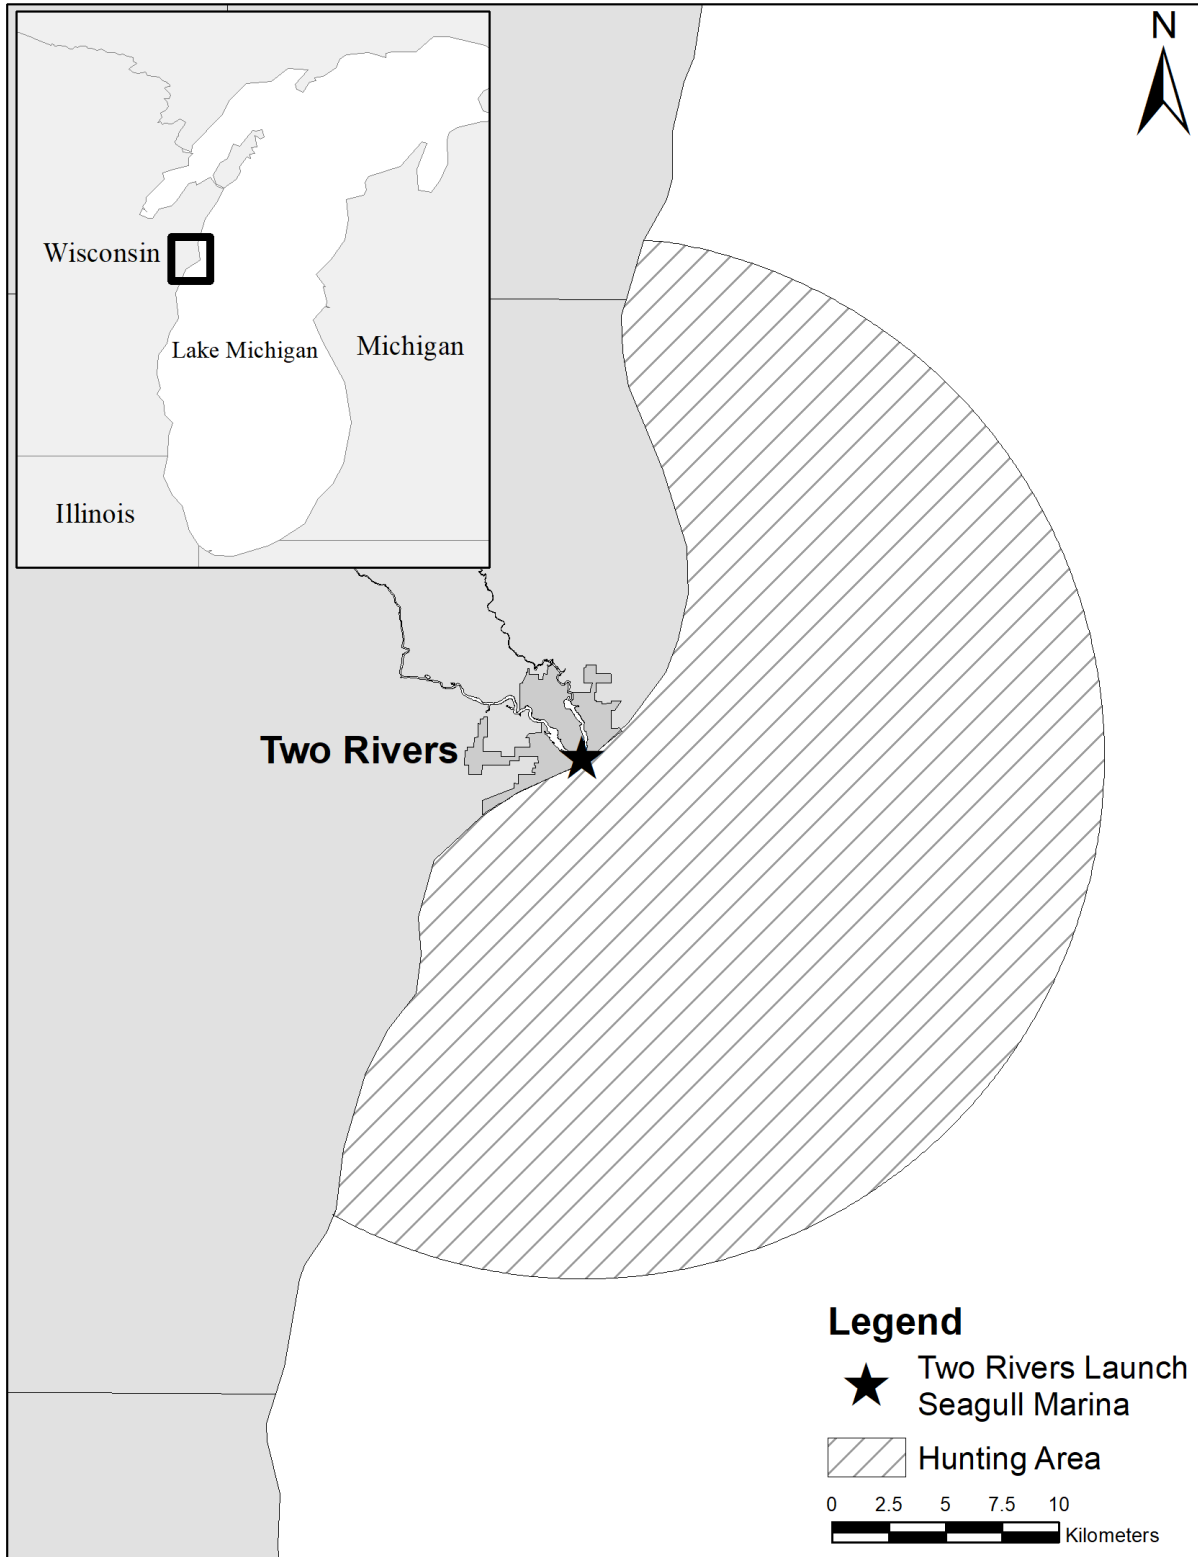 N
Wisconsin
Lake Michigan
Michigan
Illinois
Two Rivers
Legend
Two Rivers Launch
Seagull Marina
Hunting Area
0 2.5 5 7.5 10
Kilometers